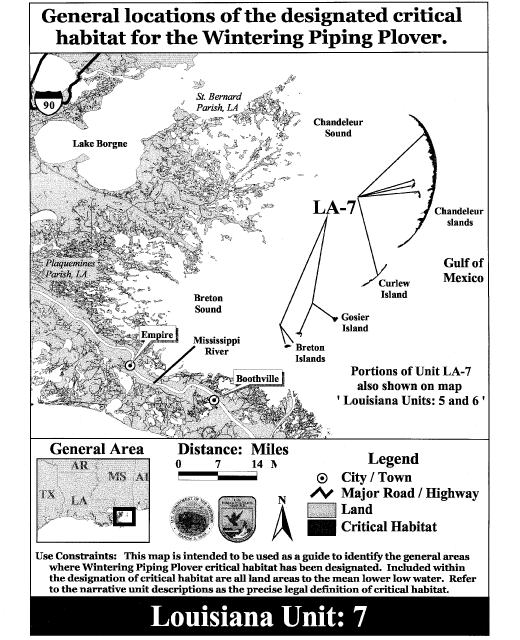 General locations of the designated critical
habitat for the Wintering Piping Plover.
90
St. Bernard
Parish, LA
Lake Borgne
Chandeleur
Sound
LA-7
Chandeleur
slands
Plaquemines
Parish, LA
Gulf of
Mexico
Curlew
Island
Breton
Sound
Gosier
Island
Empire
Mississippi
River
Breton
Islands
Boothville
Portions of Unit LA-7
also shown on map
' Louisiana Units: 5 and 6 '
General Area
AR
MS
Al
TX
LA
Distance: Miles
0 7 14
N
Legend
City / Town
Major Road / Highway
Land
Critical Habitat
Use Constraints: This map is intended to be used as a guide to identify the general areas
where Wintering Piping Plover critical habitat has been designated. Included within
the designation of critical habitat are all land areas to the mean lower low water. Refer
to the narrative unit descriptions as the precise legal definition of critical habitat.
Louisiana Unit: 7